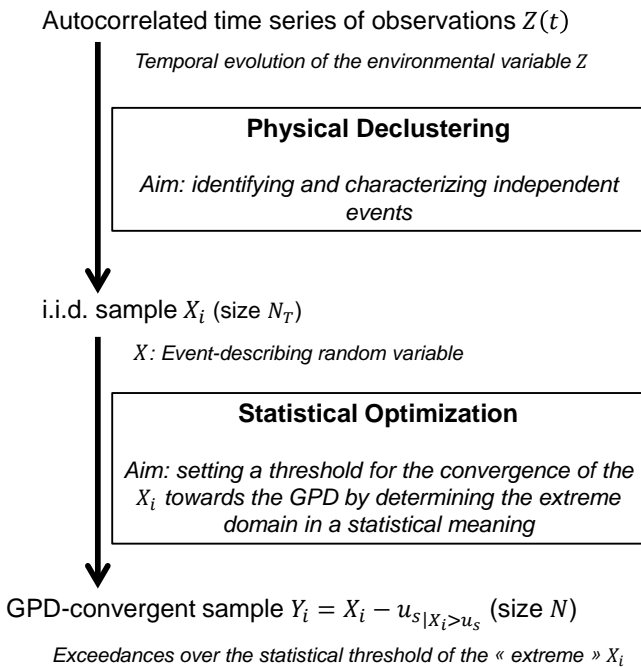 Autocorrelated time series of observations Z(t)
Temporal evolution of the environmental variable Z
Physical Declustering
Aim: identifying and characterizing independent
events
i.i.d. sample X_i (size N_T)
X: Event-describing random variable
Statistical Optimization
Aim: setting a threshold for the convergence of the
X_i towards the GPD by determining the extreme
domain in a statistical meaning
GPD-convergent sample Y_i = X_i − u_{s|X_i>u_s} (size N)
Exceedances over the statistical threshold of the « extreme » X_i